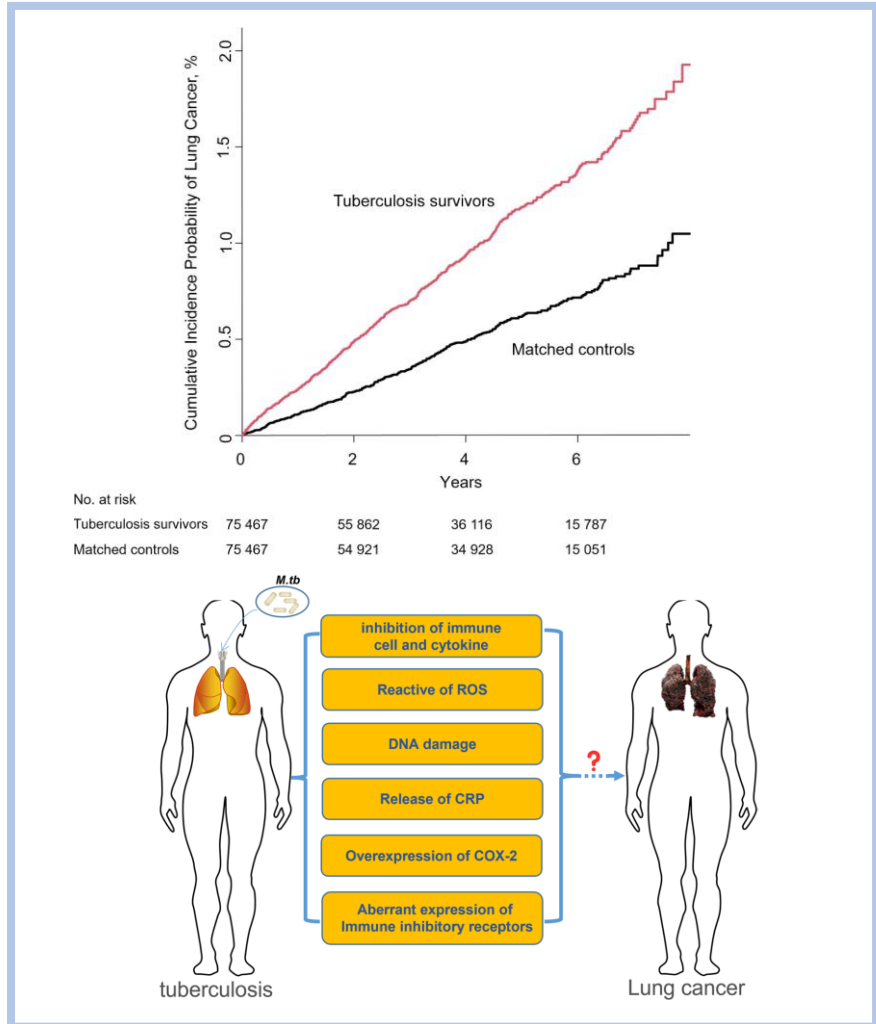 Cumulative Incidence Probability of Lung Cancer, %
2.0
1.5
1.0
0.5
0
Tuberculosis survivors
Matched controls
0 2 4 6
Years
No. at risk
Tuberculosis survivors 75 467 55 862 36 116 15 787
Matched controls 75 467 54 921 34 928 15 051
M.tb
inhibition of immune
cell and cytokine
Reactive of ROS
DNA damage
?
Release of CRP
Overexpression of COX-2
Aberrant expression of
Immune inhibitory receptors
tuberculosis
Lung cancer